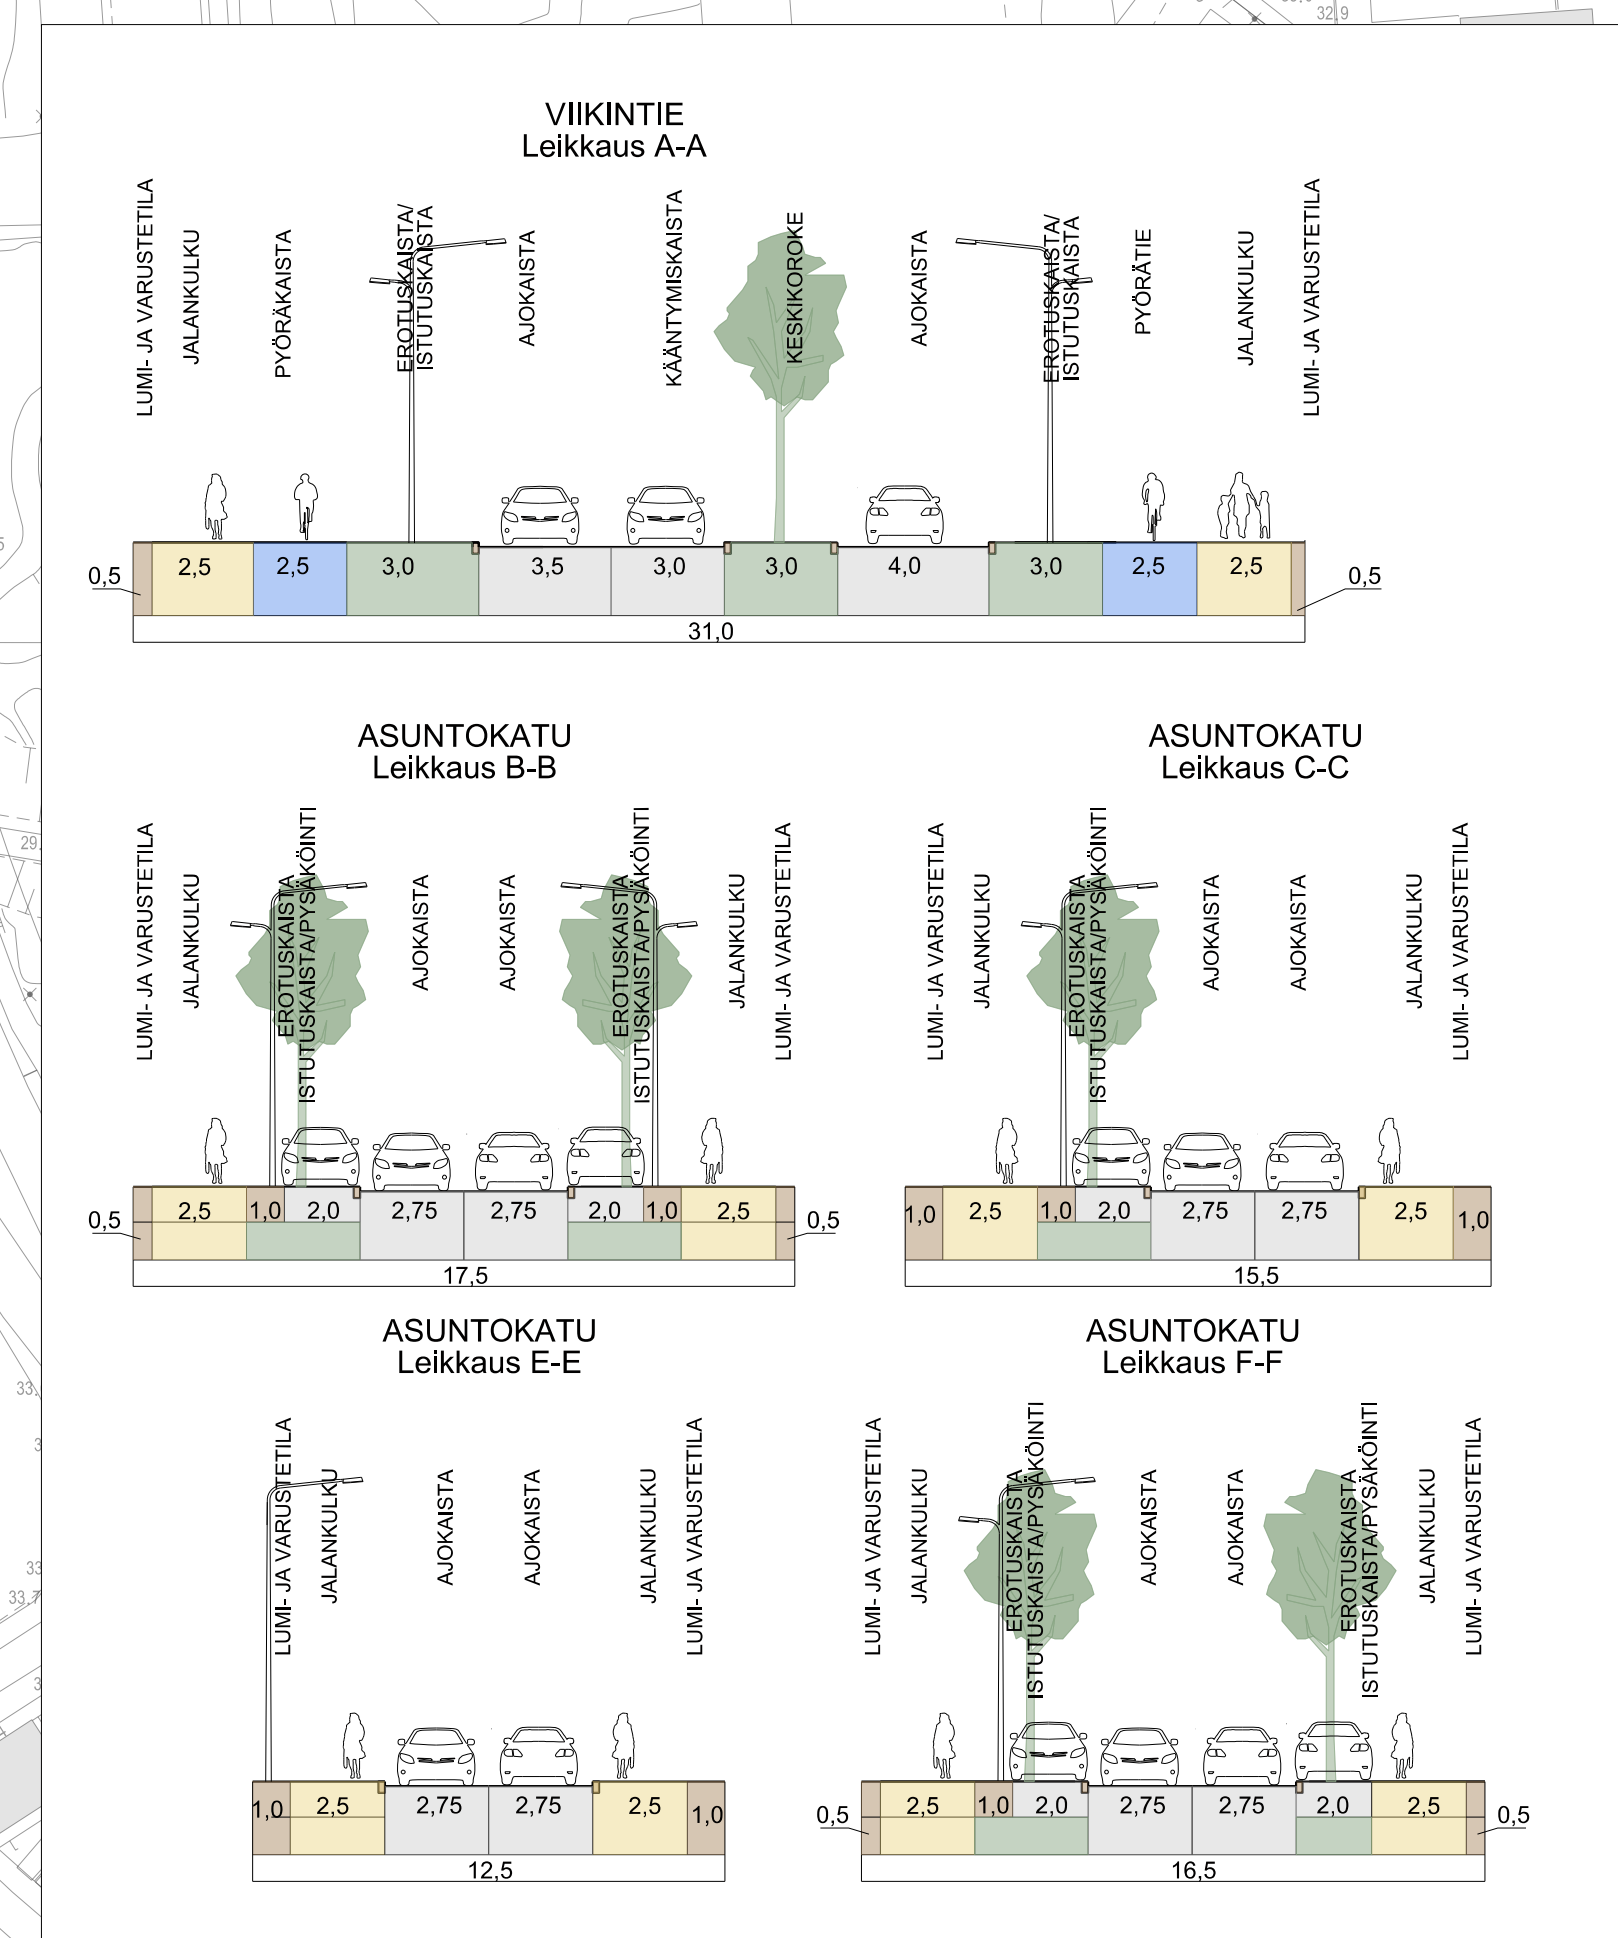 32.9
VIIKINTIE
Leikkaus A-A
LUMI- JA VARUSTETILA
JALANKULKU
PYÖRÄKAISTA
EROTUSKAISTA/
ISTUTUSKAISTA
AJOKAISTA
KÄÄNTYMISKAISTA
KESKIKOROKE
AJOKAISTA
EROTUSKAISTA/
ISTUTUSKAISTA
PYÖRÄTIE
JALANKULKU
LUMI- JA VARUSTETILA
0,5 2,5 2,5 3,0 3,5 3,0 3,0 4,0 3,0 2,5 2,5 0,5
31,0
ASUNTOKATU
Leikkaus B-B
LUMI- JA VARUSTETILA
JALANKULKU
EROTUSKAISTA
ISTUTUSKAISTA/PYSÄKÖINTI
AJOKAISTA
AJOKAISTA
EROTUSKAISTA
ISTUTUSKAISTA/PYSÄKÖINTI
JALANKULKU
LUMI- JA VARUSTETILA
0,5 2,5 1,0 2,0 2,75 2,75 2,0 1,0 2,5 0,5
17,5
ASUNTOKATU
Leikkaus C-C
LUMI- JA VARUSTETILA
JALANKULKU
EROTUSKAISTA
ISTUTUSKAISTA/PYSÄKÖINTI
AJOKAISTA
AJOKAISTA
JALANKULKU
LUMI- JA VARUSTETILA
1,0 2,5 1,0 2,0 2,75 2,75 2,5 1,0
15,5
ASUNTOKATU
Leikkaus E-E
LUMI- JA VARUSTETILA
JALANKULKU
AJOKAISTA
AJOKAISTA
JALANKULKU
LUMI- JA VARUSTETILA
1,0 2,5 2,75 2,75 2,5 1,0
12,5
ASUNTOKATU
Leikkaus F-F
LUMI- JA VARUSTETILA
JALANKULKU
EROTUSKAISTA
ISTUTUSKAISTA/PYSÄKÖINTI
AJOKAISTA
AJOKAISTA
EROTUSKAISTA
ISTUTUSKAISTA/PYSÄKÖINTI
JALANKULKU
LUMI- JA VARUSTETILA
0,5 2,5 1,0 2,0 2,75 2,75 2,0 2,5 0,5
16,5
33.7